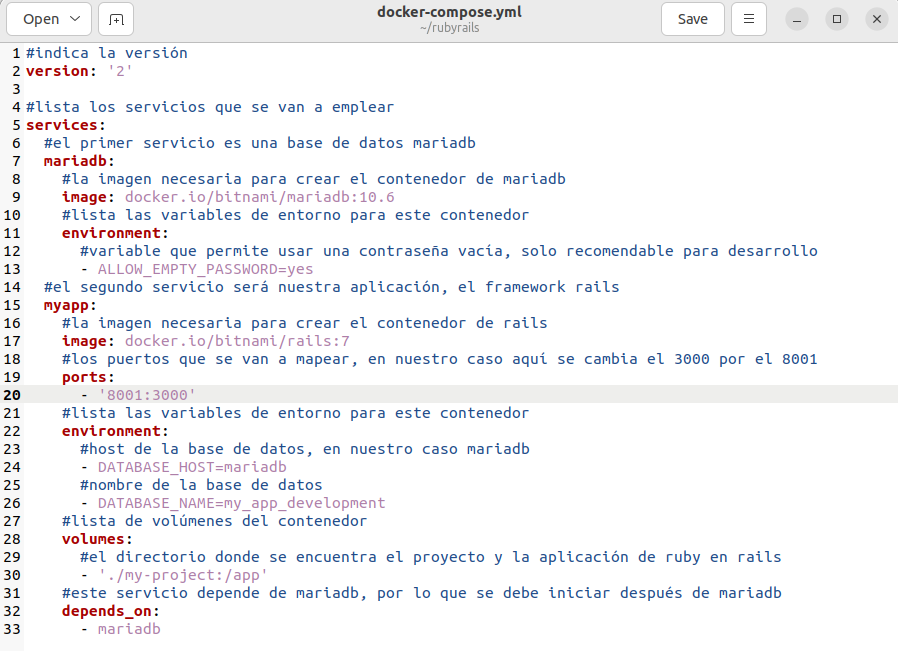 Open
docker-compose.yml
~/rubyrails
Save
1 #indica la versión
2 version: '2'
3
4 #lista los servicios que se van a emplear
5 services:
6   #el primer servicio es una base de datos mariadb
7   mariadb:
8     #la imagen necesaria para crear el contenedor de mariadb
9     image: docker.io/bitnami/mariadb:10.6
10     #lista las variables de entorno para este contenedor
11     environment:
12       #variable que permite usar una contraseña vacía, solo recomendable para desarrollo
13       - ALLOW_EMPTY_PASSWORD=yes
14   #el segundo servicio será nuestra aplicación, el framework rails
15   myapp:
16     #la imagen necesaria para crear el contenedor de rails
17     image: docker.io/bitnami/rails:7
18     #los puertos que se van a mapear, en nuestro caso aquí se cambia el 3000 por el 8001
19     ports:
20       - '8001:3000'
21     #lista las variables de entorno para este contenedor
22     environment:
23       #host de la base de datos, en nuestro caso mariadb
24       - DATABASE_HOST=mariadb
25       #nombre de la base de datos
26       - DATABASE_NAME=my_app_development
27     #lista de volúmenes del contenedor
28     volumes:
29       #el directorio donde se encuentra el proyecto y la aplicación de ruby en rails
30       - './my-project:/app'
31     #este servicio depende de mariadb, por lo que se debe iniciar después de mariadb
32     depends_on:
33       - mariadb